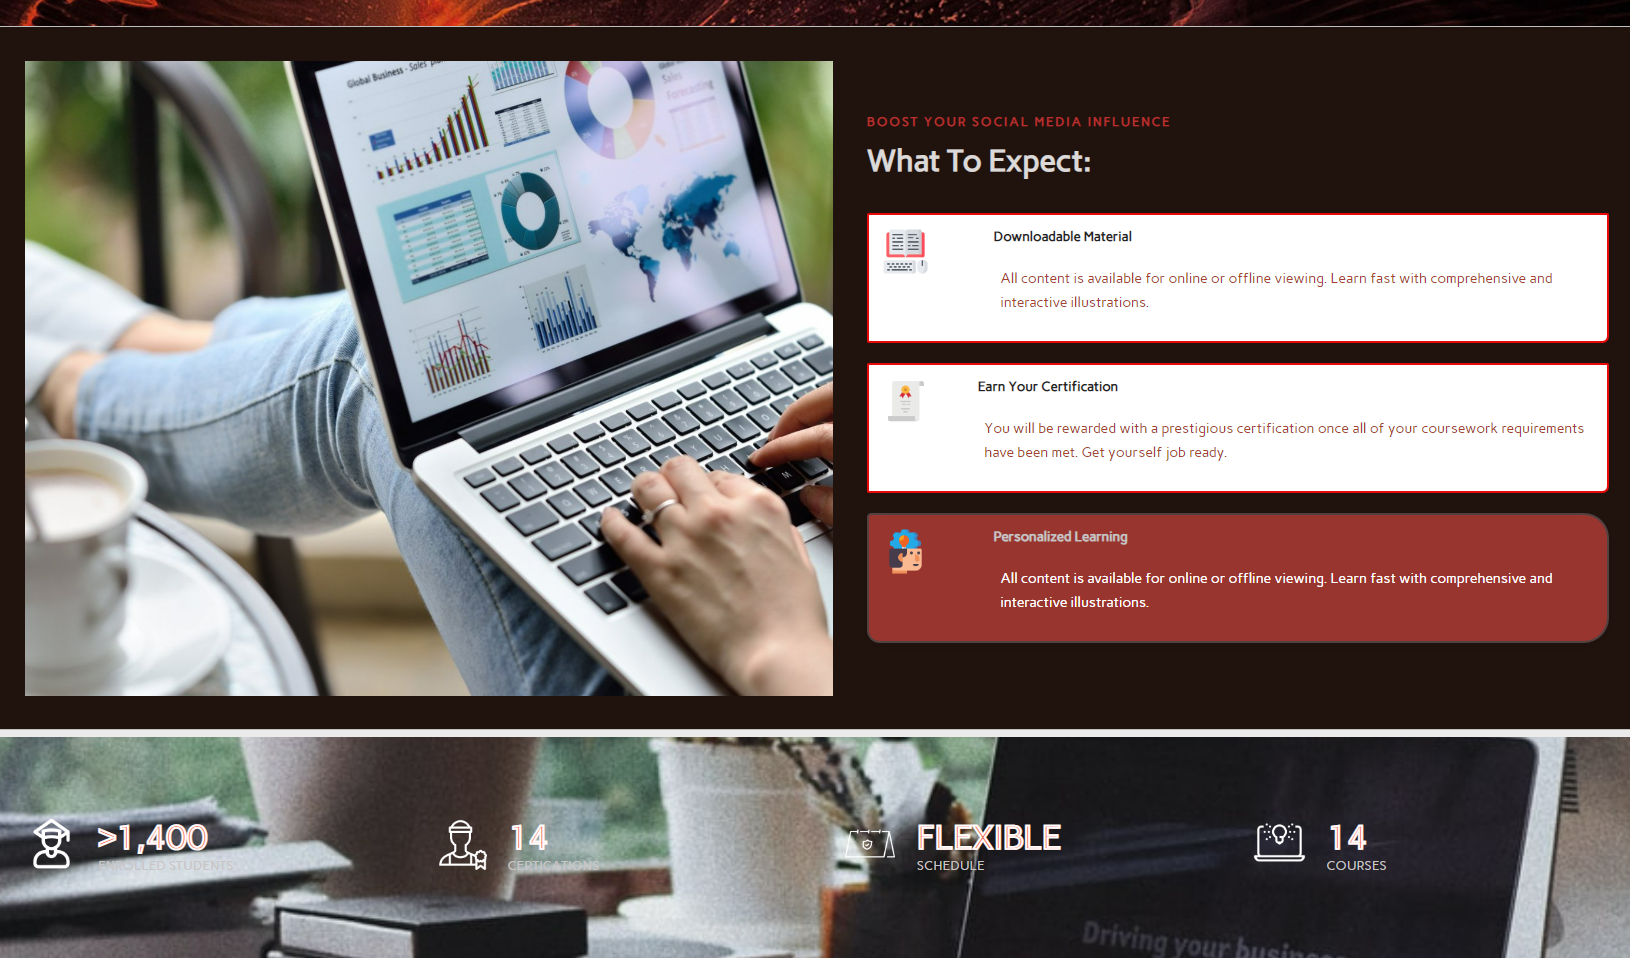 Global Business - Sales
Sales
Forecasting
BOOST YOUR SOCIAL MEDIA INFLUENCE
What To Expect:
Downloadable Material
All content is available for online or offline viewing. Learn fast with comprehensive and
interactive illustrations.
Earn Your Certification
You will be rewarded with a prestigious certification once all of your coursework requirements
have been met. Get yourself job ready.
Personalized Learning
All content is available for online or offline viewing. Learn fast with comprehensive and
interactive illustrations.
>1,400
ENROLLED STUDENTS
14
CERTICATIONS
FLEXIBLE
SCHEDULE
14
COURSES
Driving your business